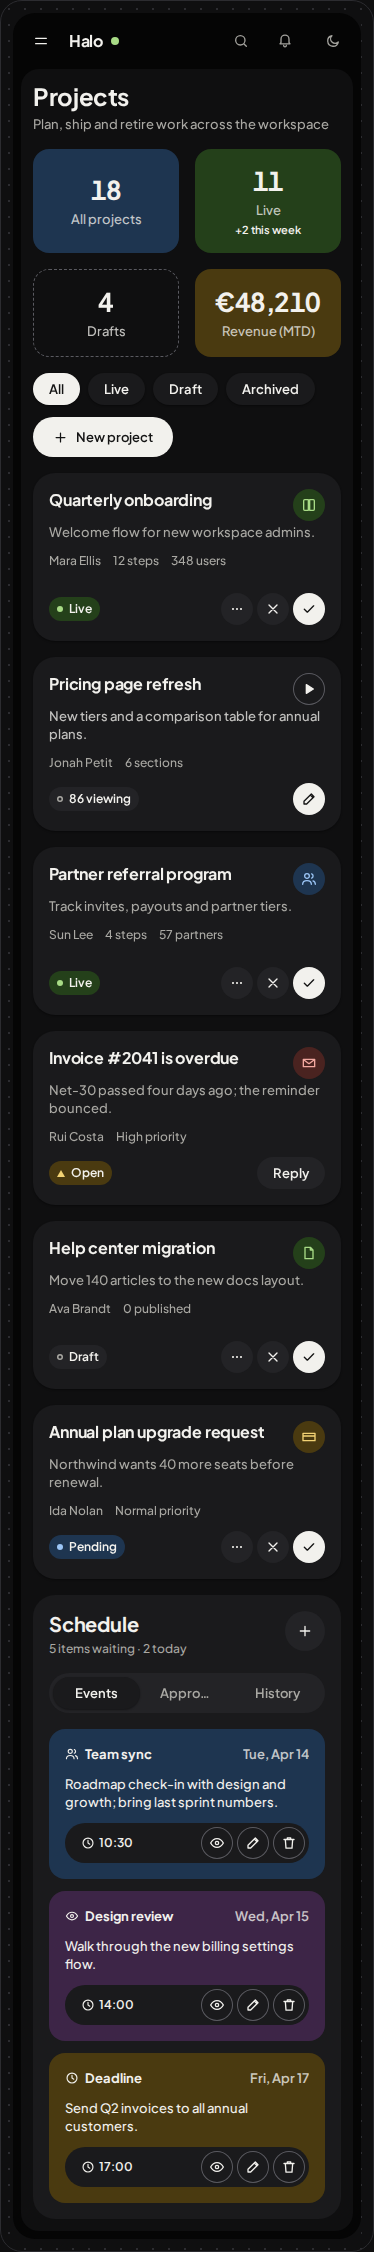 Halo
Projects
Plan, ship and retire work across the workspace
18
All projects
11
Live
+2 this week
4
Drafts
€48,210
Revenue (MTD)
All
Live
Draft
Archived
New project
Quarterly onboarding
Welcome flow for new workspace admins.
Mara Ellis 12 steps 348 users
Live
Pricing page refresh
New tiers and a comparison table for annual
plans.
Jonah Petit 6 sections
86 viewing
Partner referral program
Track invites, payouts and partner tiers.
Sun Lee 4 steps 57 partners
Live
Invoice #2041 is overdue
Net-30 passed four days ago; the reminder
bounced.
Rui Costa High priority
Open
Reply
Help center migration
Move 140 articles to the new docs layout.
Ava Brandt 0 published
Draft
Annual plan upgrade request
Northwind wants 40 more seats before
renewal.
Ida Nolan Normal priority
Pending
Schedule
5 items waiting · 2 today
Events
Appro…
History
Team sync Tue, Apr 14
Roadmap check-in with design and
growth; bring last sprint numbers.
10:30
Design review Wed, Apr 15
Walk through the new billing settings
flow.
14:00
Deadline Fri, Apr 17
Send Q2 invoices to all annual
customers.
17:00